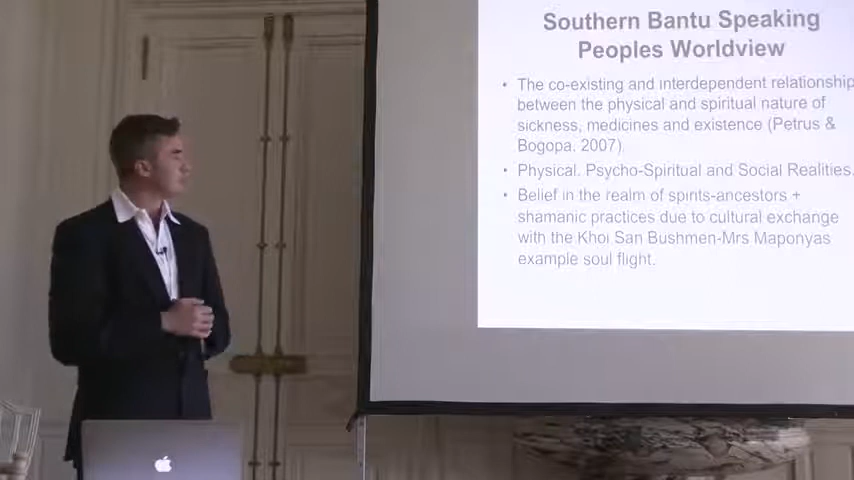 Southern Bantu Speaking
Peoples Worldview
• The co-existing and interdependent relationship
between the physical and spiritual nature of
sickness, medicines and existence (Petrus &
Bogopa, 2007).
• Physical, Psycho-Spiritual and Social Realities.
• Belief in the realm of spirits-ancestors +
shamanic practices due to cultural exchange
with the Khoi San Bushmen-Mrs Maponyas
example soul flight.